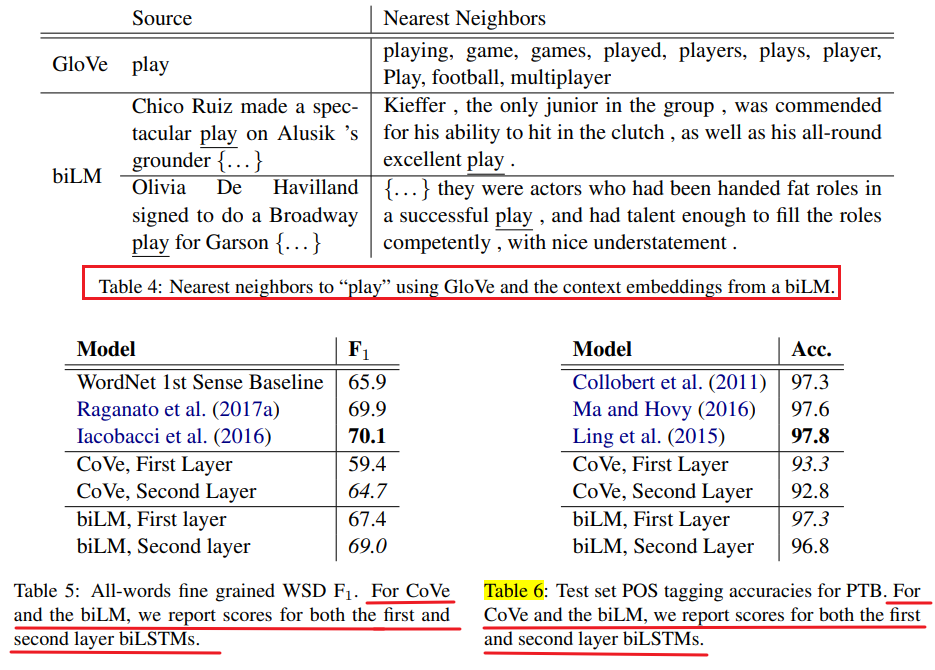 Source Nearest Neighbors
GloVe play playing, game, games, played, players, plays, player,
Play, football, multiplayer
biLM
Chico Ruiz made a spec-
tacular play on Alusik 's
grounder {...}
Kieffer , the only junior in the group , was commended
for his ability to hit in the clutch , as well as his all-round
excellent play .
Olivia De Havilland
signed to do a Broadway
play for Garson {...}
{...} they were actors who had been handed fat roles in
a successful play , and had talent enough to fill the roles
competently , with nice understatement .
Table 4: Nearest neighbors to “play” using GloVe and the context embeddings from a biLM.
Model F1
WordNet 1st Sense Baseline 65.9
Raganato et al. (2017a) 69.9
Iacobacci et al. (2016) 70.1
CoVe, First Layer 59.4
CoVe, Second Layer 64.7
biLM, First layer 67.4
biLM, Second layer 69.0
Table 5: All-words fine grained WSD F1. For CoVe
and the biLM, we report scores for both the first and
second layer biLSTMs.
Model Acc.
Collobert et al. (2011) 97.3
Ma and Hovy (2016) 97.6
Ling et al. (2015) 97.8
CoVe, First Layer 93.3
CoVe, Second Layer 92.8
biLM, First Layer 97.3
biLM, Second Layer 96.8
Table 6: Test set POS tagging accuracies for PTB. For
CoVe and the biLM, we report scores for both the first
and second layer biLSTMs.